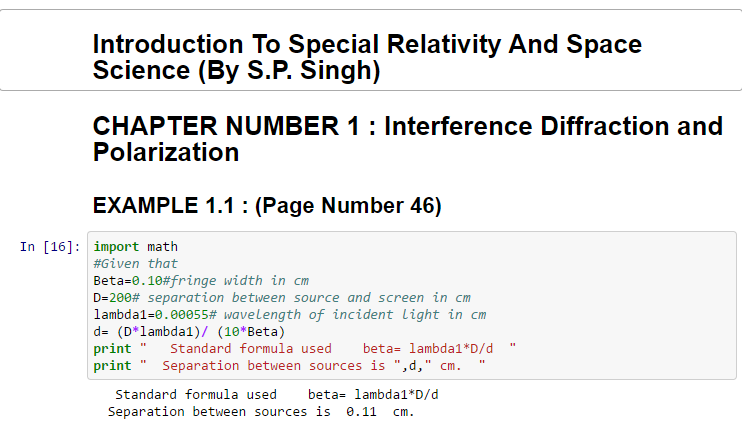 Introduction To Special Relativity And Space
Science (By S.P. Singh)
CHAPTER NUMBER 1 : Interference Diffraction and
Polarization
EXAMPLE 1.1 : (Page Number 46)
In [16]: import math
#Given that
Beta=0.10#fringe width in cm
D=200# separation between source and screen in cm
lambda1=0.00055# wavelength of incident light in cm
d= (D*lambda1)/ (10*Beta)
print "   Standard formula used    beta= lambda1*D/d  "
print "  Separation between sources is ",d," cm.  "
Standard formula used    beta= lambda1*D/d
Separation between sources is  0.11  cm.